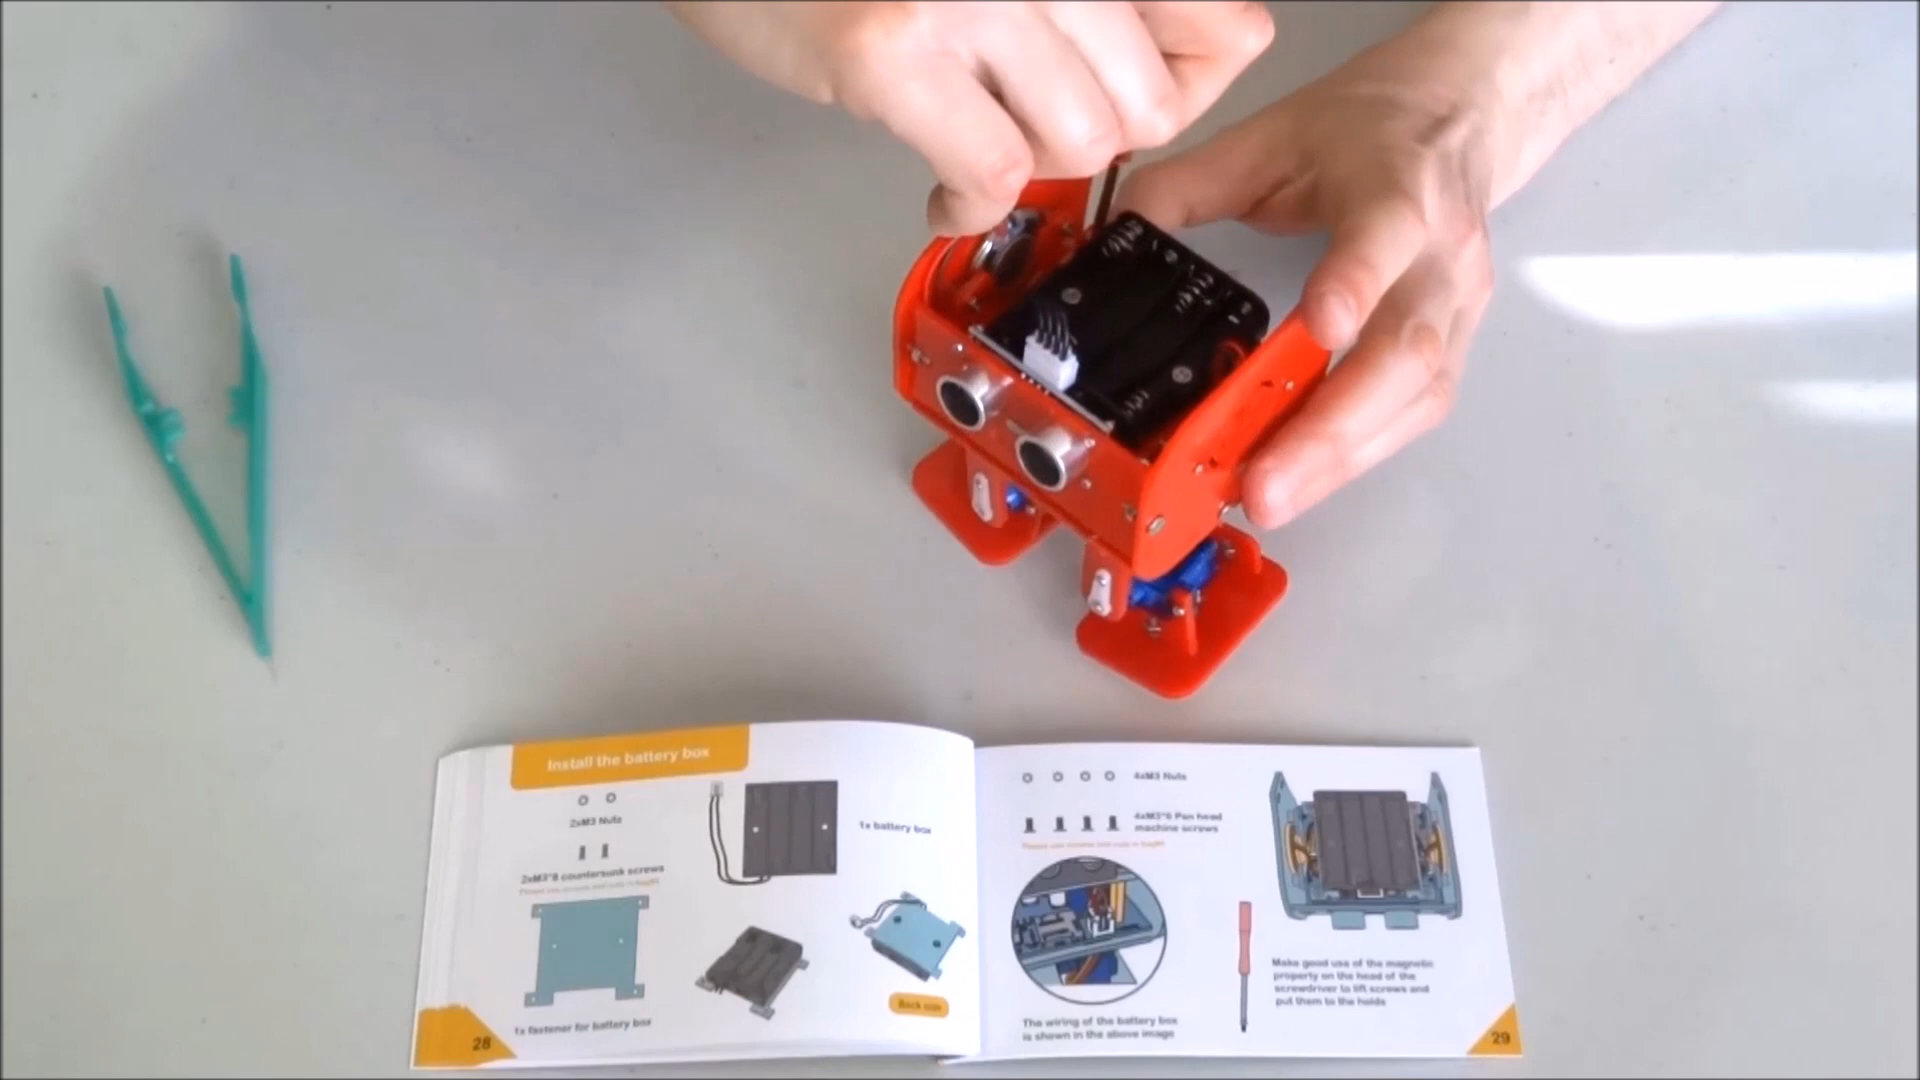 Install the battery box
2xM3 Nuts
2xM3*8 countersunk screws
1x battery box
Back side
1x fastener for battery box
28
4xM3 Nuts
4xM3*6 Pan head
machine screws
The wiring of the battery box
is shown in the above image
Make good use of the magnetic
property on the head of the
screwdriver to lift screws and
put them to the holds
29